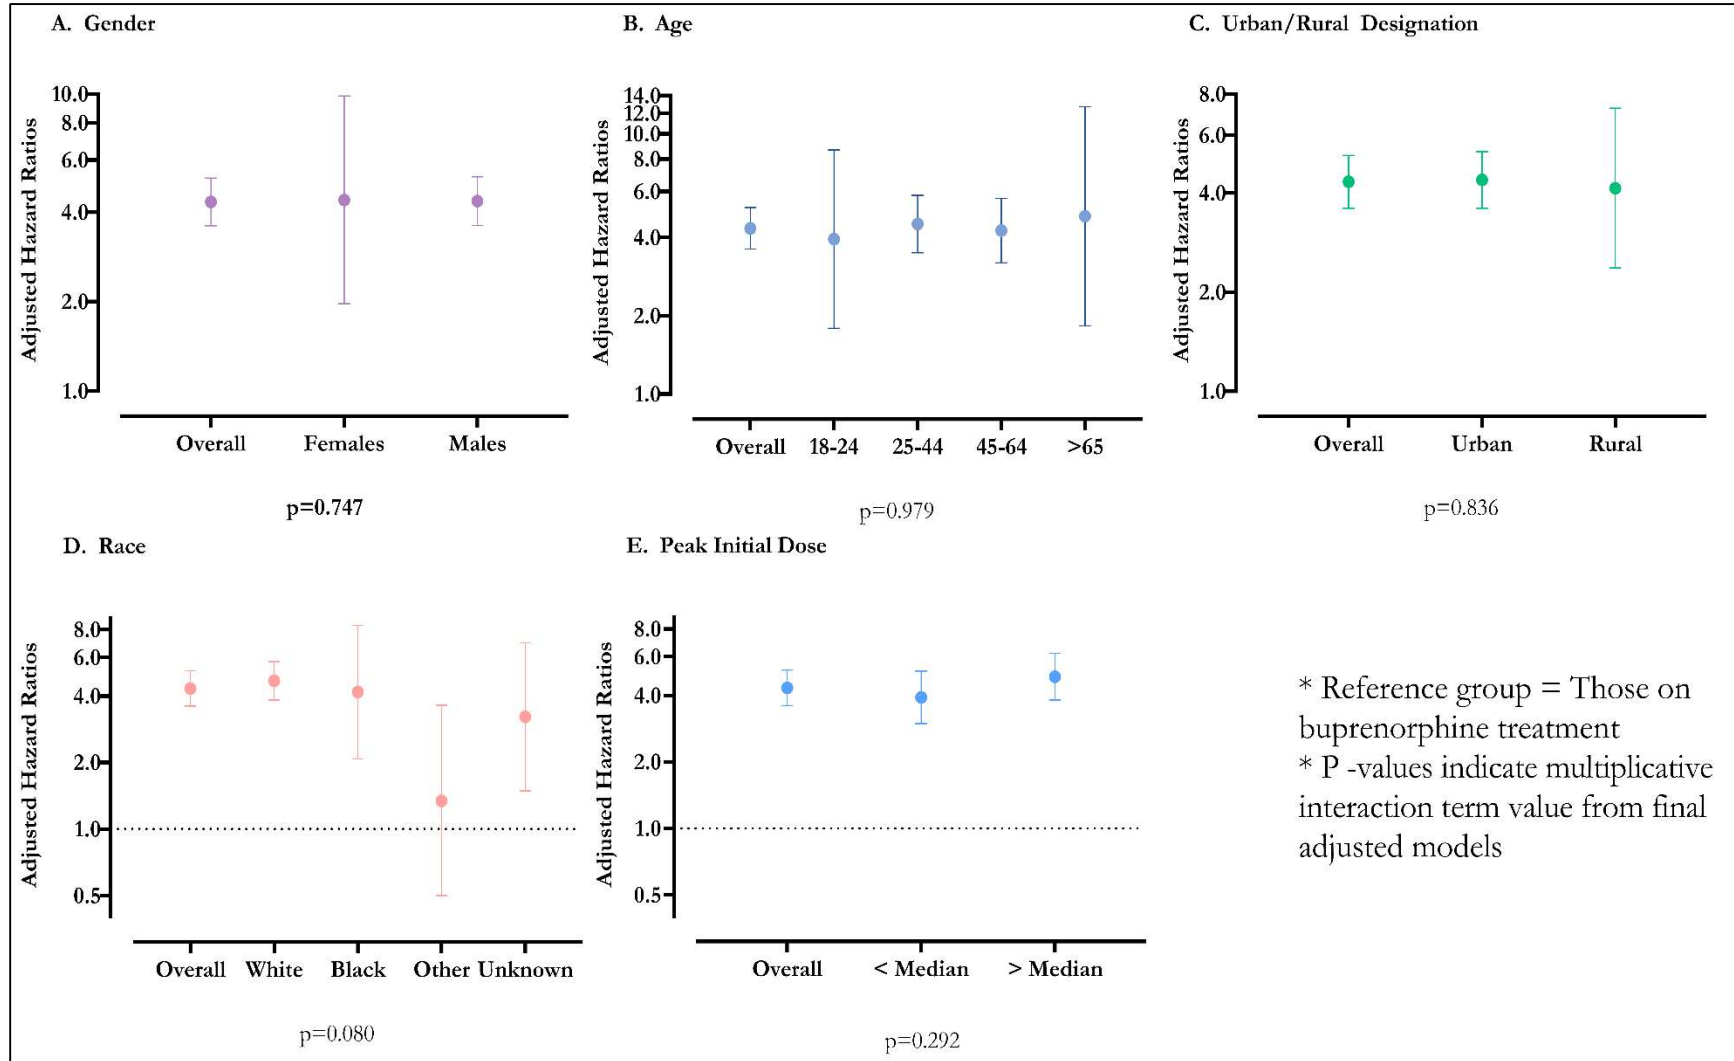 A. Gender
Adjusted Hazard Ratios
10.0
8.0
6.0
4.0
2.0
1.0
Overall Females Males
p=0.747
B. Age
Adjusted Hazard Ratios
14.0
12.0
10.0
8.0
6.0
4.0
2.0
1.0
Overall 18-24 25-44 45-64 >65
p=0.979
C. Urban/Rural Designation
Adjusted Hazard Ratios
8.0
6.0
4.0
2.0
1.0
Overall Urban Rural
p=0.836
D. Race
Adjusted Hazard Ratios
8.0
6.0
4.0
2.0
1.0
0.5
Overall White Black Other Unknown
p=0.080
E. Peak Initial Dose
Adjusted Hazard Ratios
8.0
6.0
4.0
2.0
1.0
0.5
Overall < Median > Median
p=0.292
* Reference group = Those on
buprenorphine treatment
* P -values indicate multiplicative
interaction term value from final
adjusted models